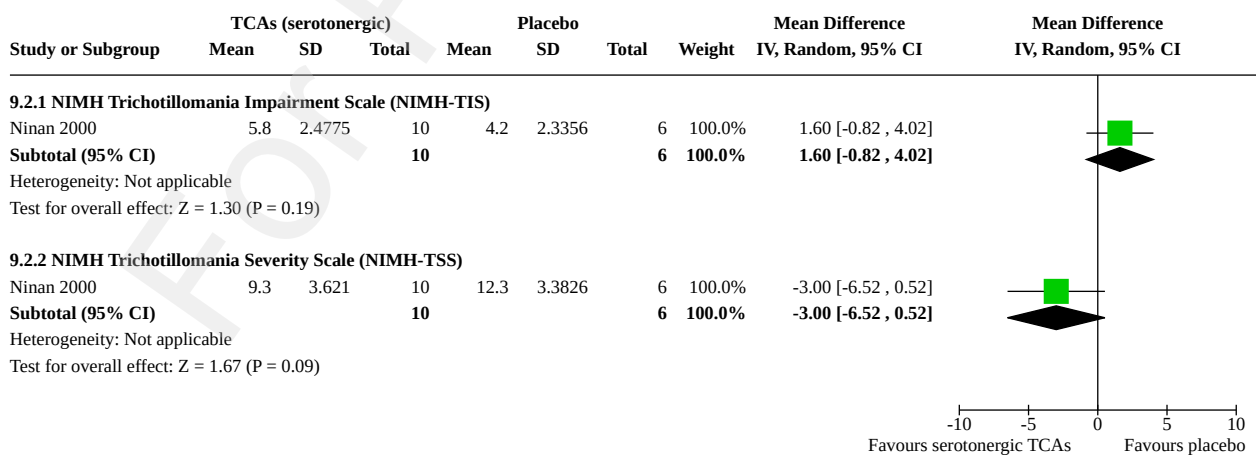 TCAs (serotonergic) Placebo Mean Difference Mean Difference
Study or Subgroup Mean SD Total Mean SD Total Weight IV, Random, 95% CI IV, Random, 95% CI
9.2.1 NIMH Trichotillomania Impairment Scale (NIMH-TIS)
Ninan 2000 5.8 2.4775 10 4.2 2.3356 6 100.0% 1.60 [-0.82 , 4.02]
Subtotal (95% CI) 10 6 100.0% 1.60 [-0.82 , 4.02]
Heterogeneity: Not applicable
Test for overall effect: Z = 1.30 (P = 0.19)
9.2.2 NIMH Trichotillomania Severity Scale (NIMH-TSS)
Ninan 2000 9.3 3.621 10 12.3 3.3826 6 100.0% -3.00 [-6.52 , 0.52]
Subtotal (95% CI) 10 6 100.0% -3.00 [-6.52 , 0.52]
Heterogeneity: Not applicable
Test for overall effect: Z = 1.67 (P = 0.09)
-10 -5 0 5 10
Favours serotonergic TCAs Favours placebo
For